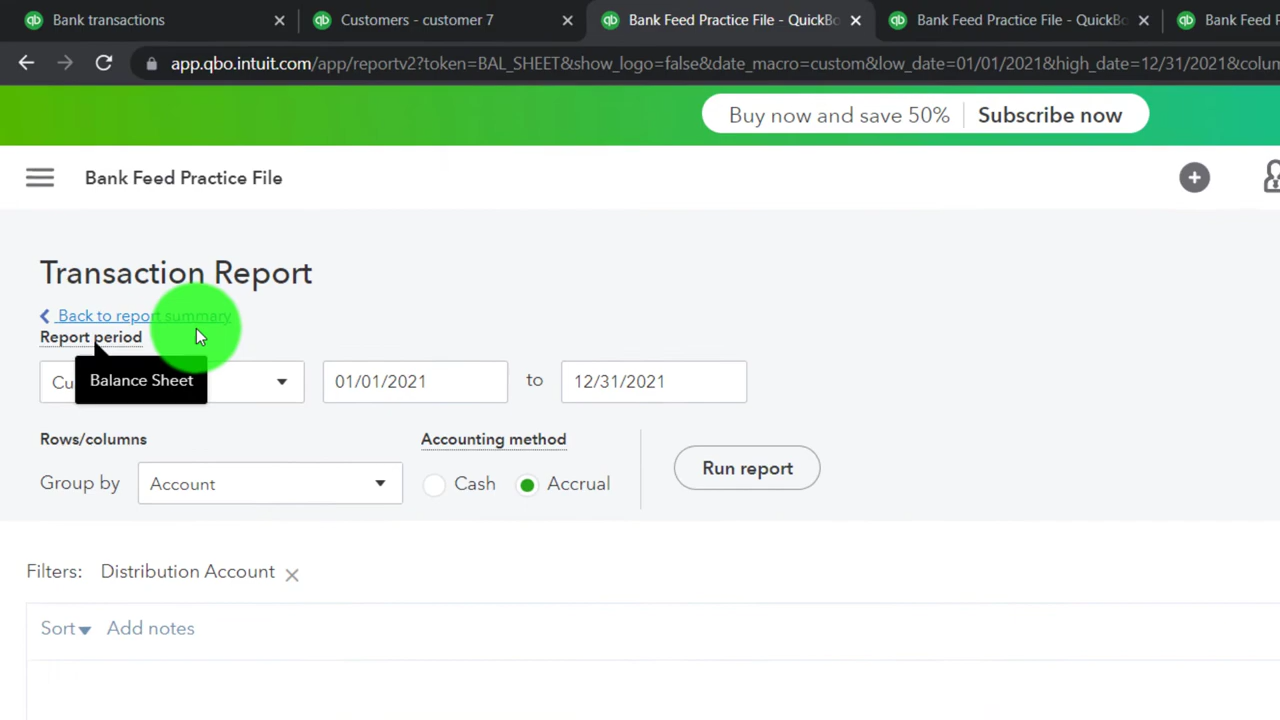 Bank transactions
Customers - customer 7
Bank Feed Practice File - QuickBo
Bank Feed Practice File - QuickBo
Bank Feed P
app.qbo.intuit.com/app/reportv2?token=BAL_SHEET&show_logo=false&date_macro=custom&low_date=01/01/2021&high_date=12/31/2021&colum
Buy now and save 50% Subscribe now
Bank Feed Practice File
Transaction Report
Back to report summary
Report period
Cu
Balance Sheet
01/01/2021 to 12/31/2021
Rows/columns
Accounting method
Group by Account
Cash Accrual
Run report
Filters: Distribution Account
Sort Add notes